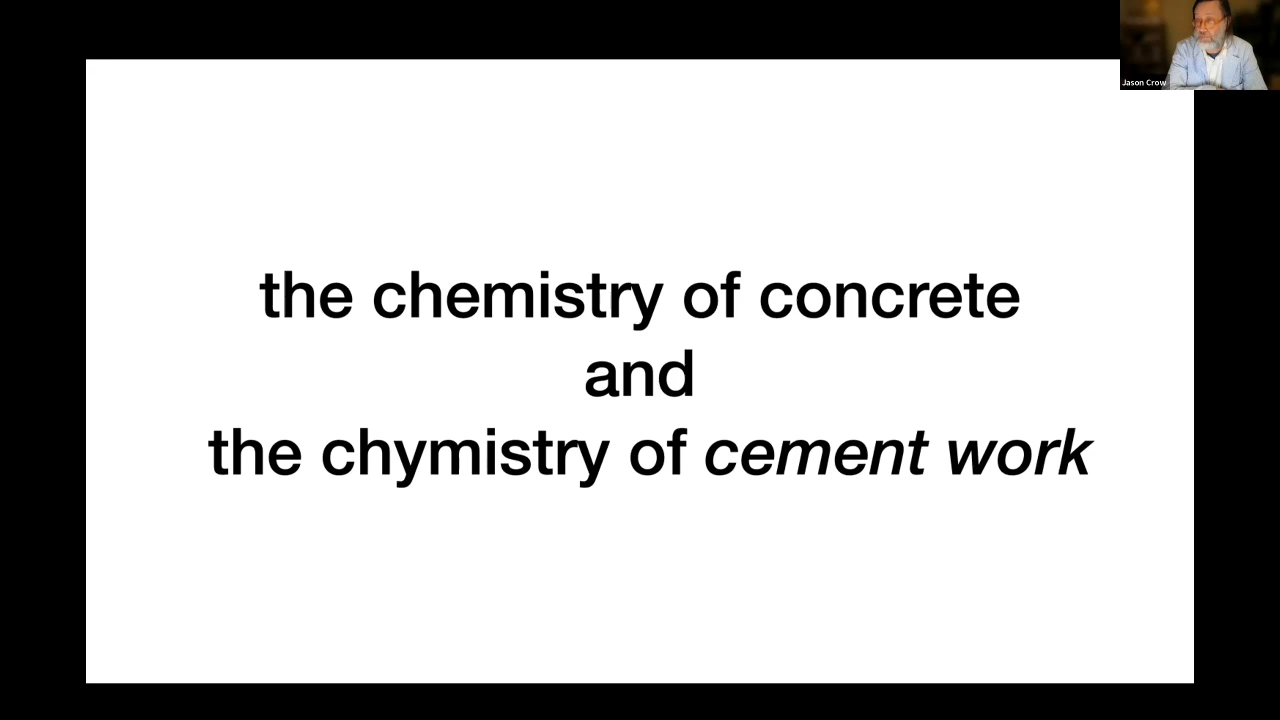 Jason Crow
the chemistry of concrete
and
the chymistry of cement work